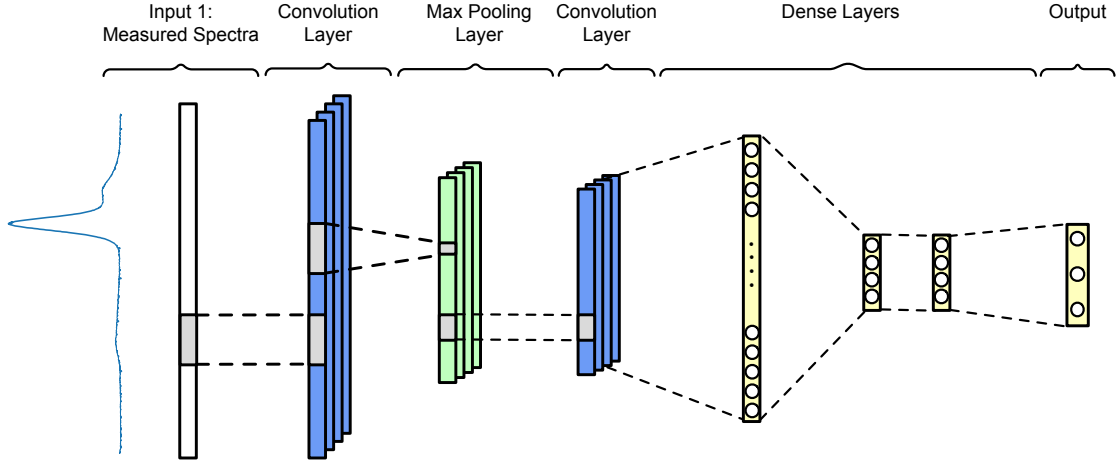 Input 1:
Measured Spectra
Convolution
Layer
Max Pooling
Layer
Convolution
Layer
Dense Layers
Output